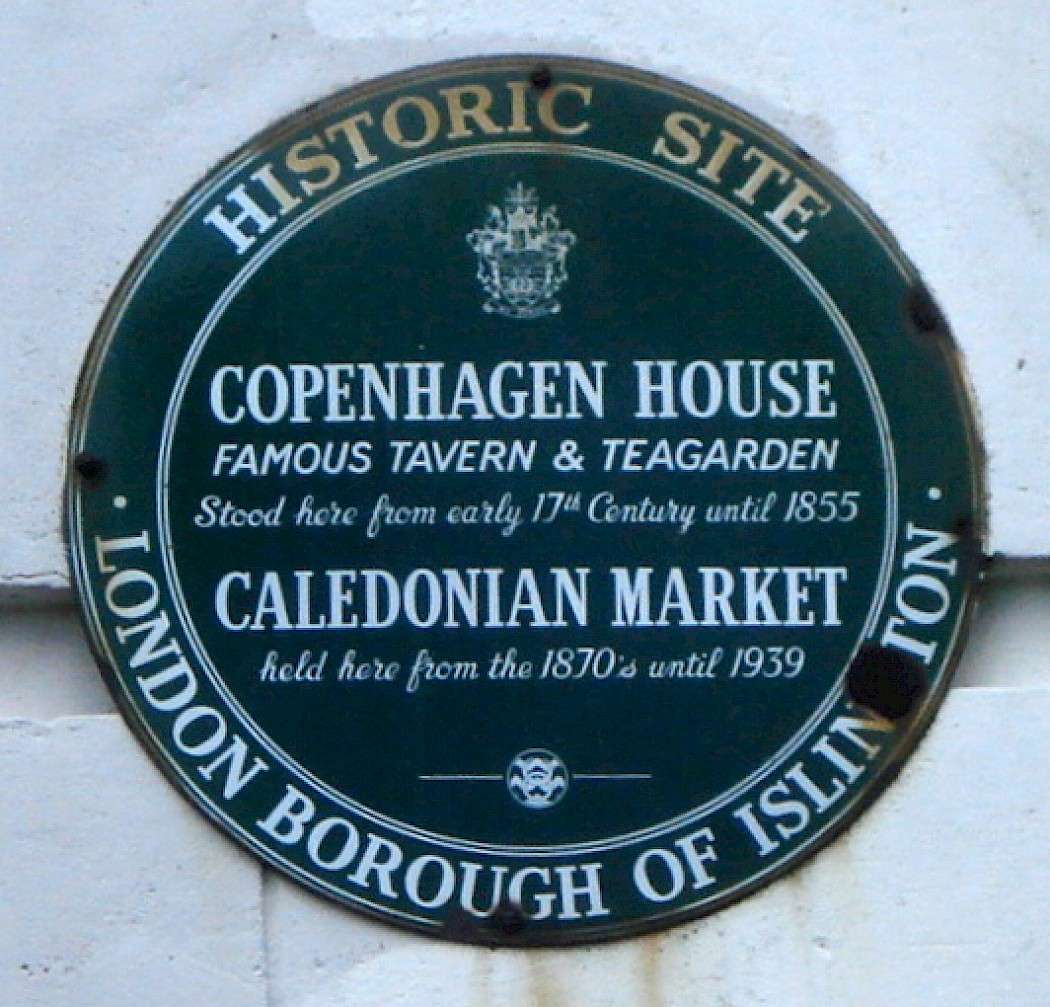 HISTORIC SITE
COPENHAGEN HOUSE
FAMOUS TAVERN & TEAGARDEN
Stood here from early 17th Century until 1855
CALEDONIAN MARKET
held here from the 1870's until 1939
· LONDON BOROUGH OF ISLINTON ·